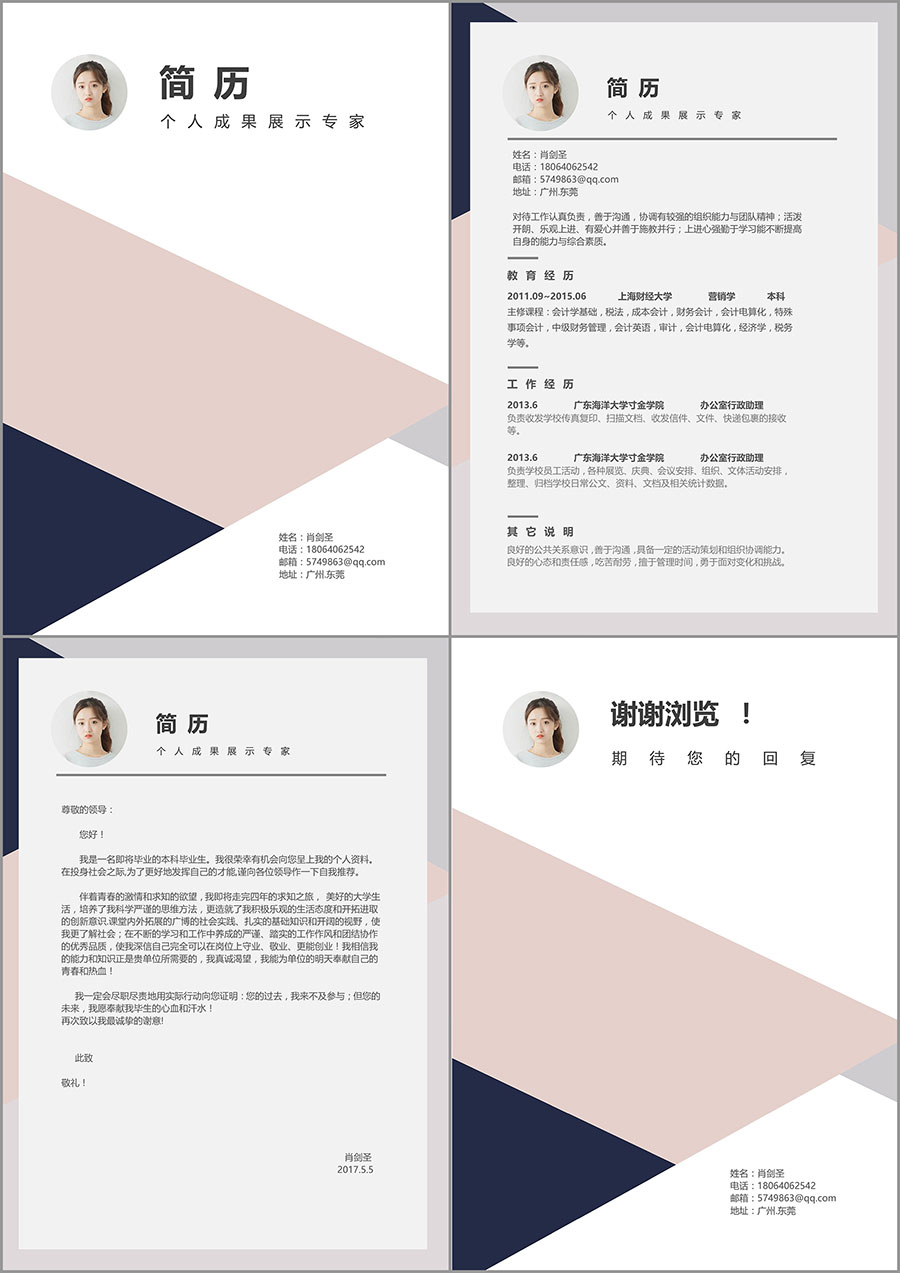 简 历
个 人 成 果 展 示 专 家
姓名：肖剑圣
电话：18064062542
邮箱：5749863@qq.com
地址：广州.东莞
简 历
个 人 成 果 展 示 专 家
姓名：肖剑圣
电话：18064062542
邮箱：5749863@qq.com
地址：广州.东莞
对待工作认真负责，善于沟通，协调有较强的组织能力与团队精神；活泼
开朗、乐观上进、有爱心并善于施教并行；上进心强勤于学习能不断提高
自身的能力与综合素质。
教 育 经 历
2011.09~2015.06 上海财经大学 营销学 本科
主修课程：会计学基础，税法，成本会计，财务会计，会计电算化，特殊
事项会计，中级财务管理，会计英语，审计，会计电算化，经济学，税务
学等。
工 作 经 历
2013.6 广东海洋大学寸金学院 办公室行政助理
负责收发学校传真复印、扫描文档、收发信件、文件、快递包裹的接收
等。
2013.6 广东海洋大学寸金学院 办公室行政助理
负责学校员工活动，各种展览、庆典、会议安排、组织、文体活动安排，
整理、归档学校日常公文、资料、文档及相关统计数据。
其 它 说 明
良好的公共关系意识，善于沟通，具备一定的活动策划和组织协调能力。
良好的心态和责任感，吃苦耐劳，擅于管理时间，勇于面对变化和挑战。
简 历
个 人 成 果 展 示 专 家
尊敬的领导：
您好！
我是一名即将毕业的本科毕业生。我很荣幸有机会向您呈上我的个人资料。
在投身社会之际,为了更好地发挥自己的才能,谨向各位领导作一下自我推荐。
伴着青春的激情和求知的欲望，我即将走完四年的求知之旅， 美好的大学生
活，培养了我科学严谨的思维方法，更造就了我积极乐观的生活态度和开拓进取
的创新意识.课堂内外拓展的广博的社会实践、扎实的基础知识和开阔的视野，使
我更了解社会；在不断的学习和工作中养成的严谨、踏实的工作作风和团结协作
的优秀品质，使我深信自己完全可以在岗位上守业、敬业、更能创业！我相信我
的能力和知识正是贵单位所需要的，我真诚渴望，我能为单位的明天奉献自己的
青春和热血！
我一定会尽职尽责地用实际行动向您证明：您的过去，我来不及参与；但您的
未来，我愿奉献我毕生的心血和汗水！
再次致以我最诚挚的谢意!
此致
敬礼！
肖剑圣
2017.5.5
谢谢浏览 ！
期 待 您 的 回 复
姓名：肖剑圣
电话：18064062542
邮箱：5749863@qq.com
地址：广州.东莞